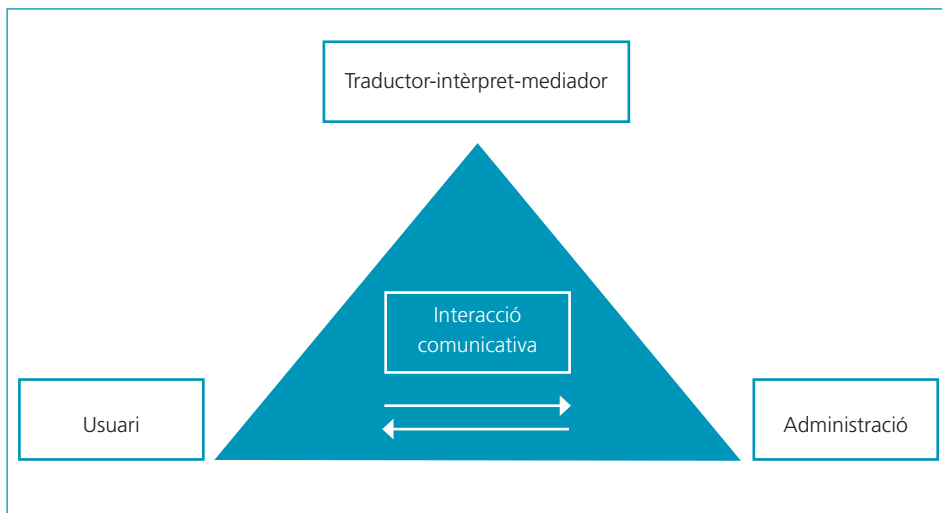 Traductor-intèrpret-mediador
Interacció
comunicativa
Usuari
Administració